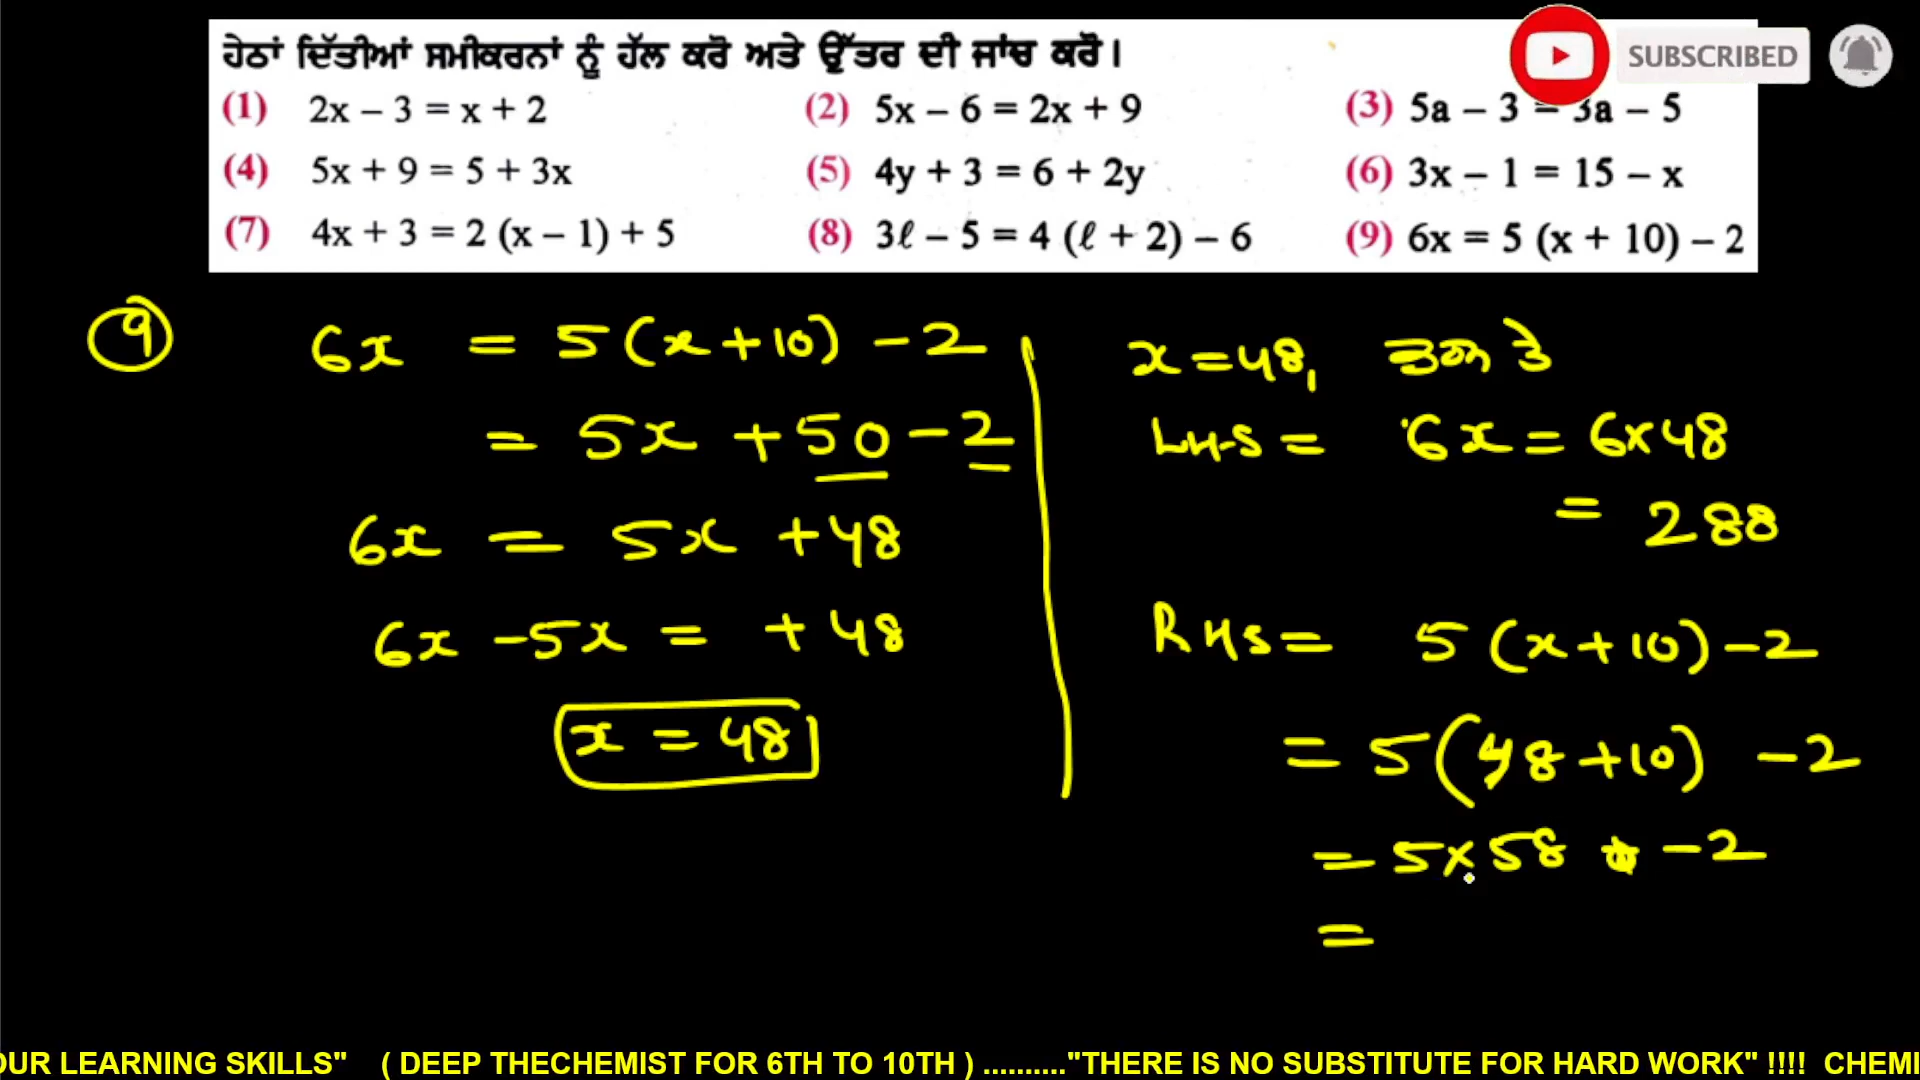 ਹੇਠਾਂ ਦਿੱਤੀਆਂ ਸਮੀਕਰਨਾਂ ਨੂੰ ਹੱਲ ਕਰੋ ਅਤੇ ਉੱਤਰ ਦੀ ਜਾਂਚ ਕਰੋ।
SUBSCRIBED
(1) 2x – 3 = x + 2 (2) 5x – 6 = 2x + 9 (3) 5a – 3 = 3a – 5
(4) 5x + 9 = 5 + 3x (5) 4y + 3 = 6 + 2y (6) 3x – 1 = 15 – x
(7) 4x + 3 = 2 (x – 1) + 5 (8) 3ℓ – 5 = 4 (ℓ + 2) – 6 (9) 6x = 5 (x + 10) – 2
9 6x = 5(x+10) -2
= 5x + 50 - 2
6x = 5x +48
6x -5x = +48
x = 48
x = 48, ਤੇ
LHS = 6x = 6x48
= 288
RHS = 5(x+10)-2
= 5(48+10) -2
= 5x58 -2
=
OUR LEARNING SKILLS" ( DEEP THECHEMIST FOR 6TH TO 10TH ) .........."THERE IS NO SUBSTITUTE FOR HARD WORK" !!!! CHEMI